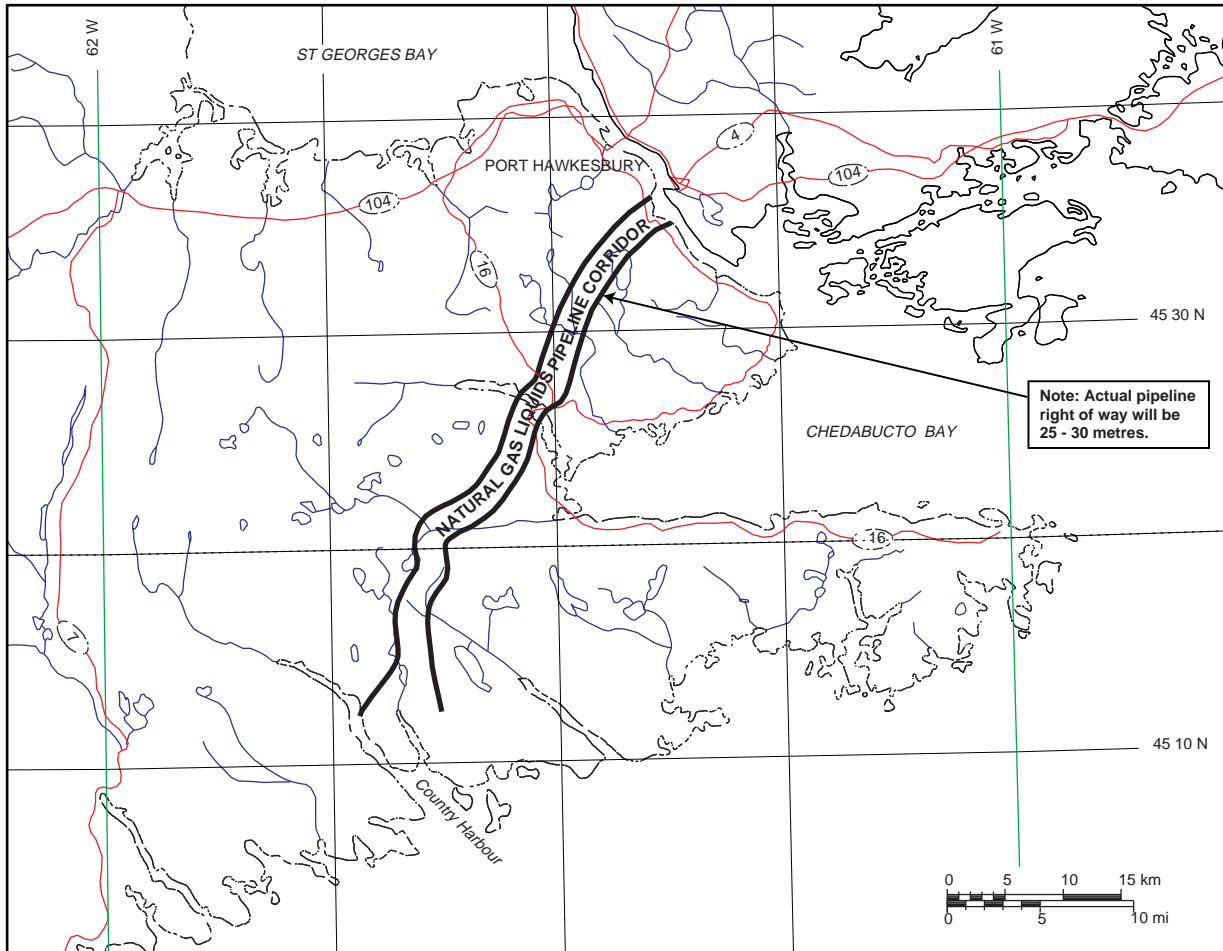 62 W
ST GEORGES BAY
61 W
4
PORT HAWKESBURY
104
104
16
NATURAL GAS LIQUIDS PIPELINE CORRIDOR
45 30 N
Note: Actual pipeline
right of way will be
25 - 30 metres.
CHEDABUCTO BAY
16
7
45 10 N
Country Harbour
0 5 10 15 km
0 5 10 mi